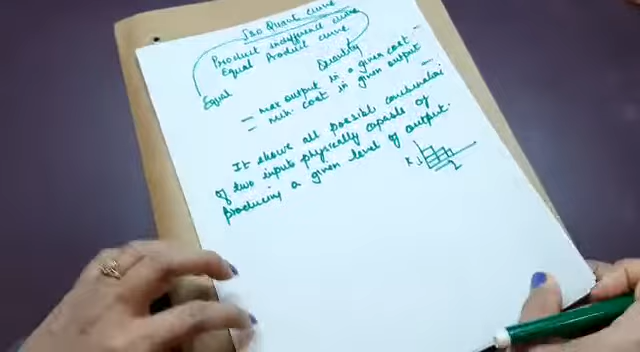 Iso Quant curve
Product indifference curve
Equal Product curve
Equal Quantity
= max output in a given cost -
= min. cost in given output -
It shows all possible combination
of two inputs physically capable of
producing a given level of output.
K
L